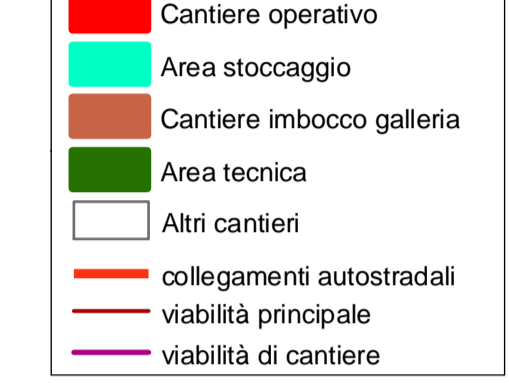 Cantiere operativo
Area stoccaggio
Cantiere imbocco galleria
Area tecnica
Altri cantieri
collegamenti autostradali
viabilità principale
viabilità di cantiere